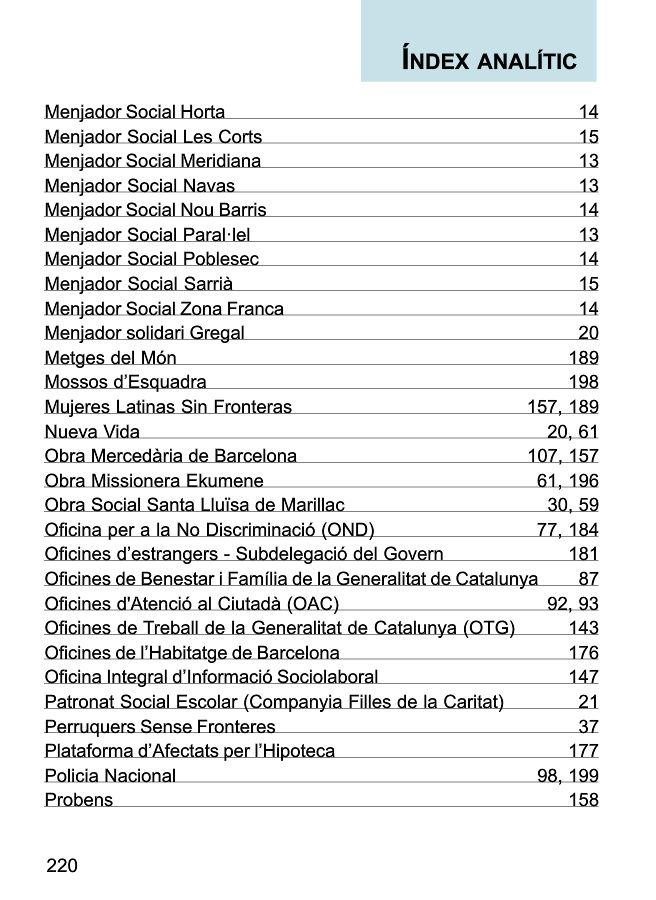 ÍNDEX ANALÍTIC
Menjador Social Horta 14
Menjador Social Les Corts 15
Menjador Social Meridiana 13
Menjador Social Navas 13
Menjador Social Nou Barris 14
Menjador Social Paral·lel 13
Menjador Social Poblesec 14
Menjador Social Sarrià 15
Menjador Social Zona Franca 14
Menjador solidari Gregal 20
Metges del Món 189
Mossos d’Esquadra 198
Mujeres Latinas Sin Fronteras 157, 189
Nueva Vida 20, 61
Obra Mercedària de Barcelona 107, 157
Obra Missionera Ekumene 61, 196
Obra Social Santa Lluïsa de Marillac 30, 59
Oficina per a la No Discriminació (OND) 77, 184
Oficines d’estrangers - Subdelegació del Govern 181
Oficines de Benestar i Família de la Generalitat de Catalunya 87
Oficines d'Atenció al Ciutadà (OAC) 92, 93
Oficines de Treball de la Generalitat de Catalunya (OTG) 143
Oficines de l’Habitatge de Barcelona 176
Oficina Integral d’Informació Sociolaboral 147
Patronat Social Escolar (Companyia Filles de la Caritat) 21
Perruquers Sense Fronteres 37
Plataforma d’Afectats per l’Hipoteca 177
Policia Nacional 98, 199
Probens 158
220